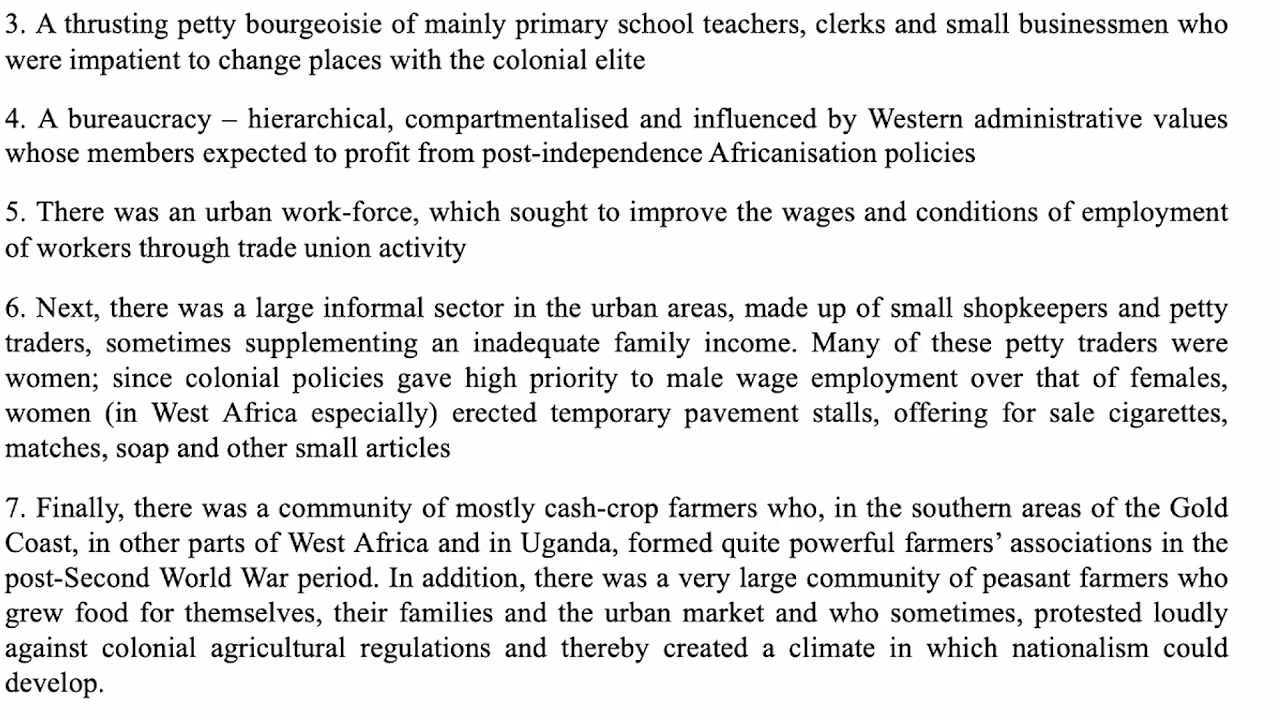 3. A thrusting petty bourgeoisie of mainly primary school teachers, clerks and small businessmen who
were impatient to change places with the colonial elite
4. A bureaucracy – hierarchical, compartmentalised and influenced by Western administrative values
whose members expected to profit from post-independence Africanisation policies
5. There was an urban work-force, which sought to improve the wages and conditions of employment
of workers through trade union activity
6. Next, there was a large informal sector in the urban areas, made up of small shopkeepers and petty
traders, sometimes supplementing an inadequate family income. Many of these petty traders were
women; since colonial policies gave high priority to male wage employment over that of females,
women (in West Africa especially) erected temporary pavement stalls, offering for sale cigarettes,
matches, soap and other small articles
7. Finally, there was a community of mostly cash-crop farmers who, in the southern areas of the Gold
Coast, in other parts of West Africa and in Uganda, formed quite powerful farmers’ associations in the
post-Second World War period. In addition, there was a very large community of peasant farmers who
grew food for themselves, their families and the urban market and who sometimes, protested loudly
against colonial agricultural regulations and thereby created a climate in which nationalism could
develop.